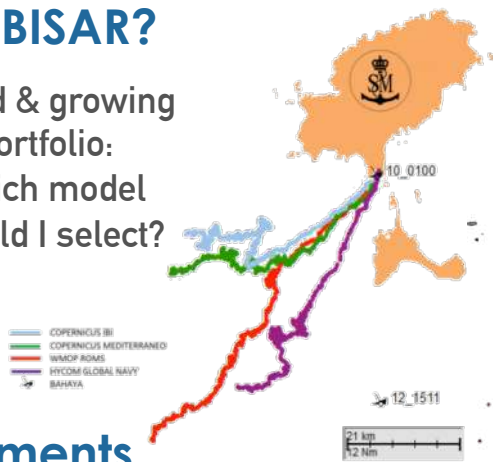 BISAR?
d & growing
ortfolio:
ch model
ld I select?
SM
10_0100
COPERNICUS IBI
COPERNICUS MEDITERRANEO
WMOP ROMS
HYCOM GLOBAL NAVY
BAHAYA
12_1511
21 km
12 Nm
ments